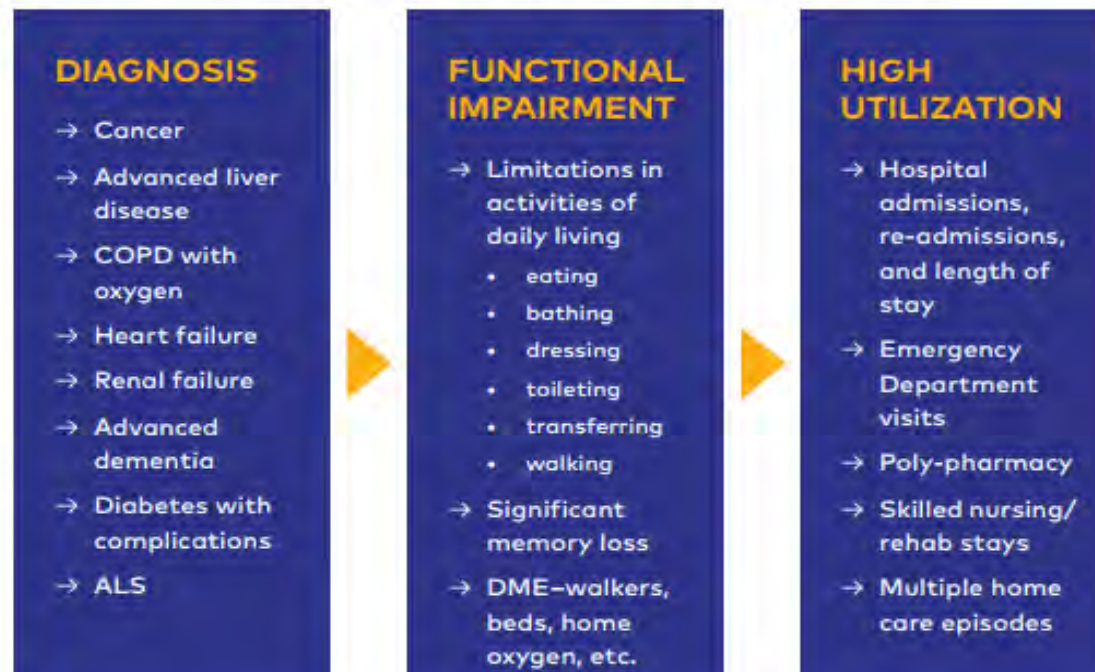 DIAGNOSIS
→ Cancer
→ Advanced liver
disease
→ COPD with
oxygen
→ Heart failure
→ Renal failure
→ Advanced
dementia
→ Diabetes with
complications
→ ALS
FUNCTIONAL
IMPAIRMENT
→ Limitations in
activities of
daily living
• eating
• bathing
• dressing
• toileting
• transferring
• walking
→ Significant
memory loss
→ DME–walkers,
beds, home
oxygen, etc.
HIGH
UTILIZATION
→ Hospital
admissions,
re-admissions,
and length of
stay
→ Emergency
Department
visits
→ Poly-pharmacy
→ Skilled nursing/
rehab stays
→ Multiple home
care episodes